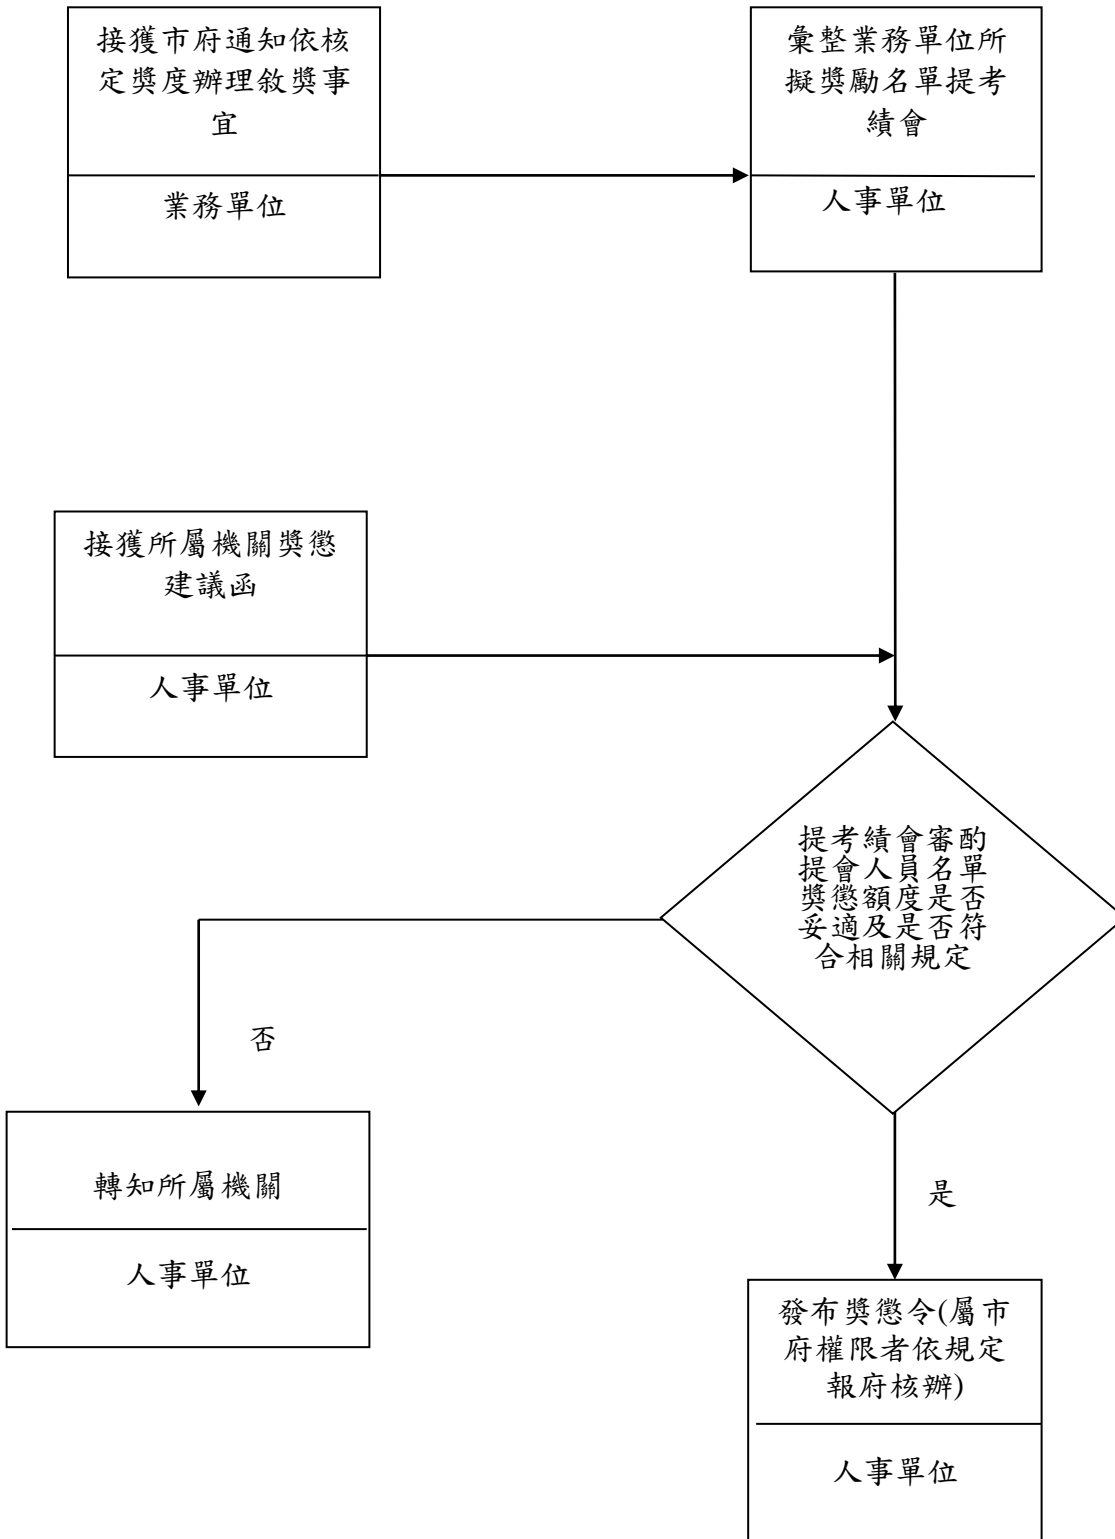 接獲市府通知依核
定獎度辦理敘獎事
宜
業務單位
彙整業務單位所
擬獎勵名單提考
績會
人事單位
接獲所屬機關獎懲
建議函
人事單位
提考績會審酌
提會人員名單
獎懲額度是否
妥適及是否符
合相關規定
否
轉知所屬機關
人事單位
是
發布獎懲令(屬市
府權限者依規定
報府核辦)
人事單位